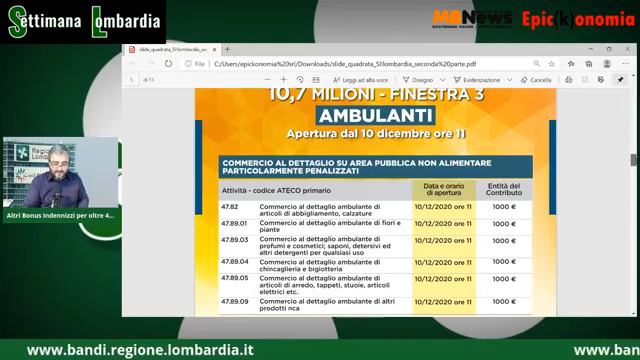 Settimana Lombardia
MBNews
QUOTIDIANO DI MONZA E BRIANZA
Epic(k)onomia
slide_quadrata_SIlombardia_seco
File
C:/Users/epickonomia%20srl/Downloads/slide_quadrata_SIlombardia_seconda%20parte.pdf
5
di 11
Leggi ad alta voce
Disegno
Evidenziazione
Cancella
10,7 MILIONI - FINESTRA 3
AMBULANTI
Apertura dal 10 dicembre ore 11
COMMERCIO AL DETTAGLIO SU AREA PUBBLICA NON ALIMENTARE
PARTICOLARMENTE PENALIZZATI
Attività - codice ATECO primario
Data e orario
di apertura
Entità del
Contributo
47.82 Commercio al dettaglio ambulante di
articoli di abbigliamento, calzature
10/12/2020 ore 11 1000 €
47.89.01 Commercio al dettaglio ambulante di fiori e
piante
10/12/2020 ore 11 1000 €
47.89.03 Commercio al dettaglio ambulante di
profumi e cosmetici; saponi, detersivi ed
altri detergenti per qualsiasi uso
10/12/2020 ore 11 1000 €
47.89.04 Commercio al dettaglio ambulante di
chincaglieria e bigiotteria
10/12/2020 ore 11 1000 €
47.89.05 Commercio al dettaglio ambulante di
articoli di arredo, tappeti, stuoie, articoli
elettrici etc.
10/12/2020 ore 11 1000 €
47.89.09 Commercio al dettaglio ambulante di altri
prodotti nca
10/12/2020 ore 11 1000 €
Regione
Lombardia
Altri Bonus Indennizzi per oltre 4...
www.bandi.regione.lombardia.it
www.ban